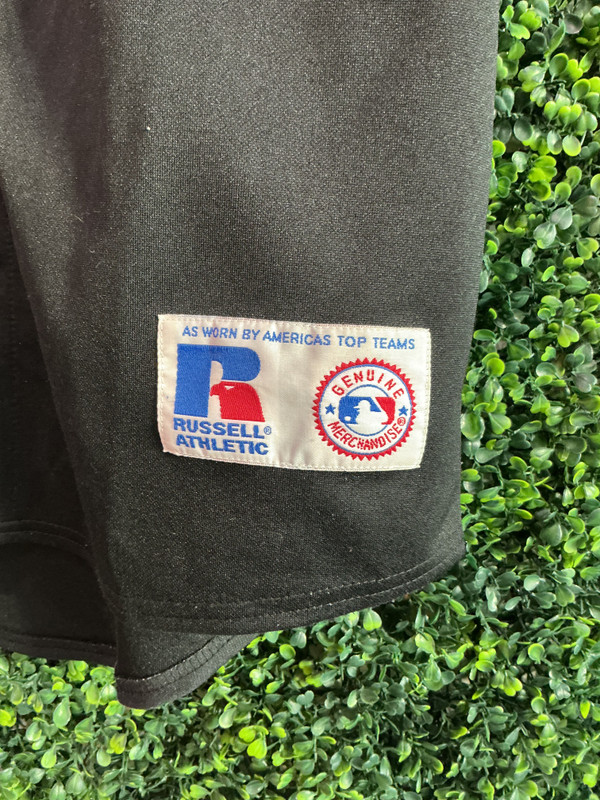 AS WORN BY AMERICAS TOP TEAMS
R
RUSSELL®
ATHLETIC
GENUINE
MERCHANDISE®